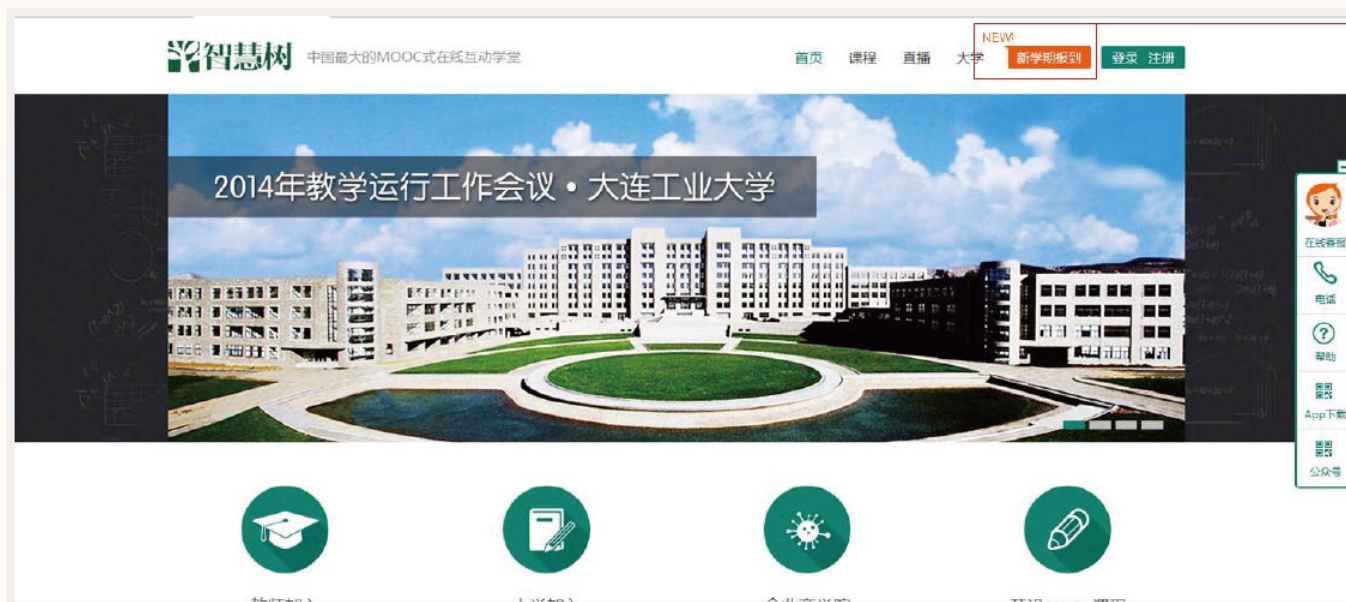 NEW!
智慧树 中国最大的MOOC式在线互动学堂 首页 课程 直播 大学 新学期报到 登录 注册
2014年教学运行工作会议·大连工业大学
在线客服
电话
帮助
App下载
公众号